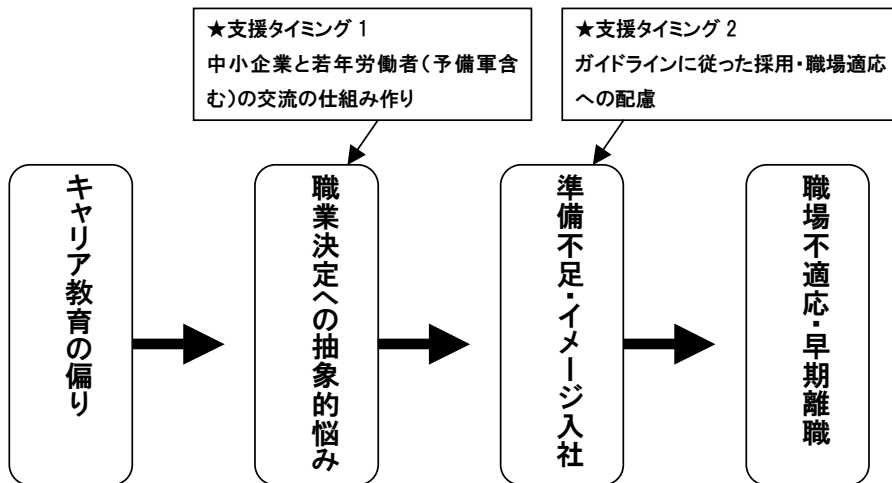 ★支援タイミング 1
中小企業と若年労働者(予備軍含
む)の交流の仕組み作り
★支援タイミング 2
ガイドラインに従った採用・職場適応
への配慮
キャリア教育の偏り
職業決定への抽象的悩み
準備不足・イメージ入社
職場不適応・早期離職